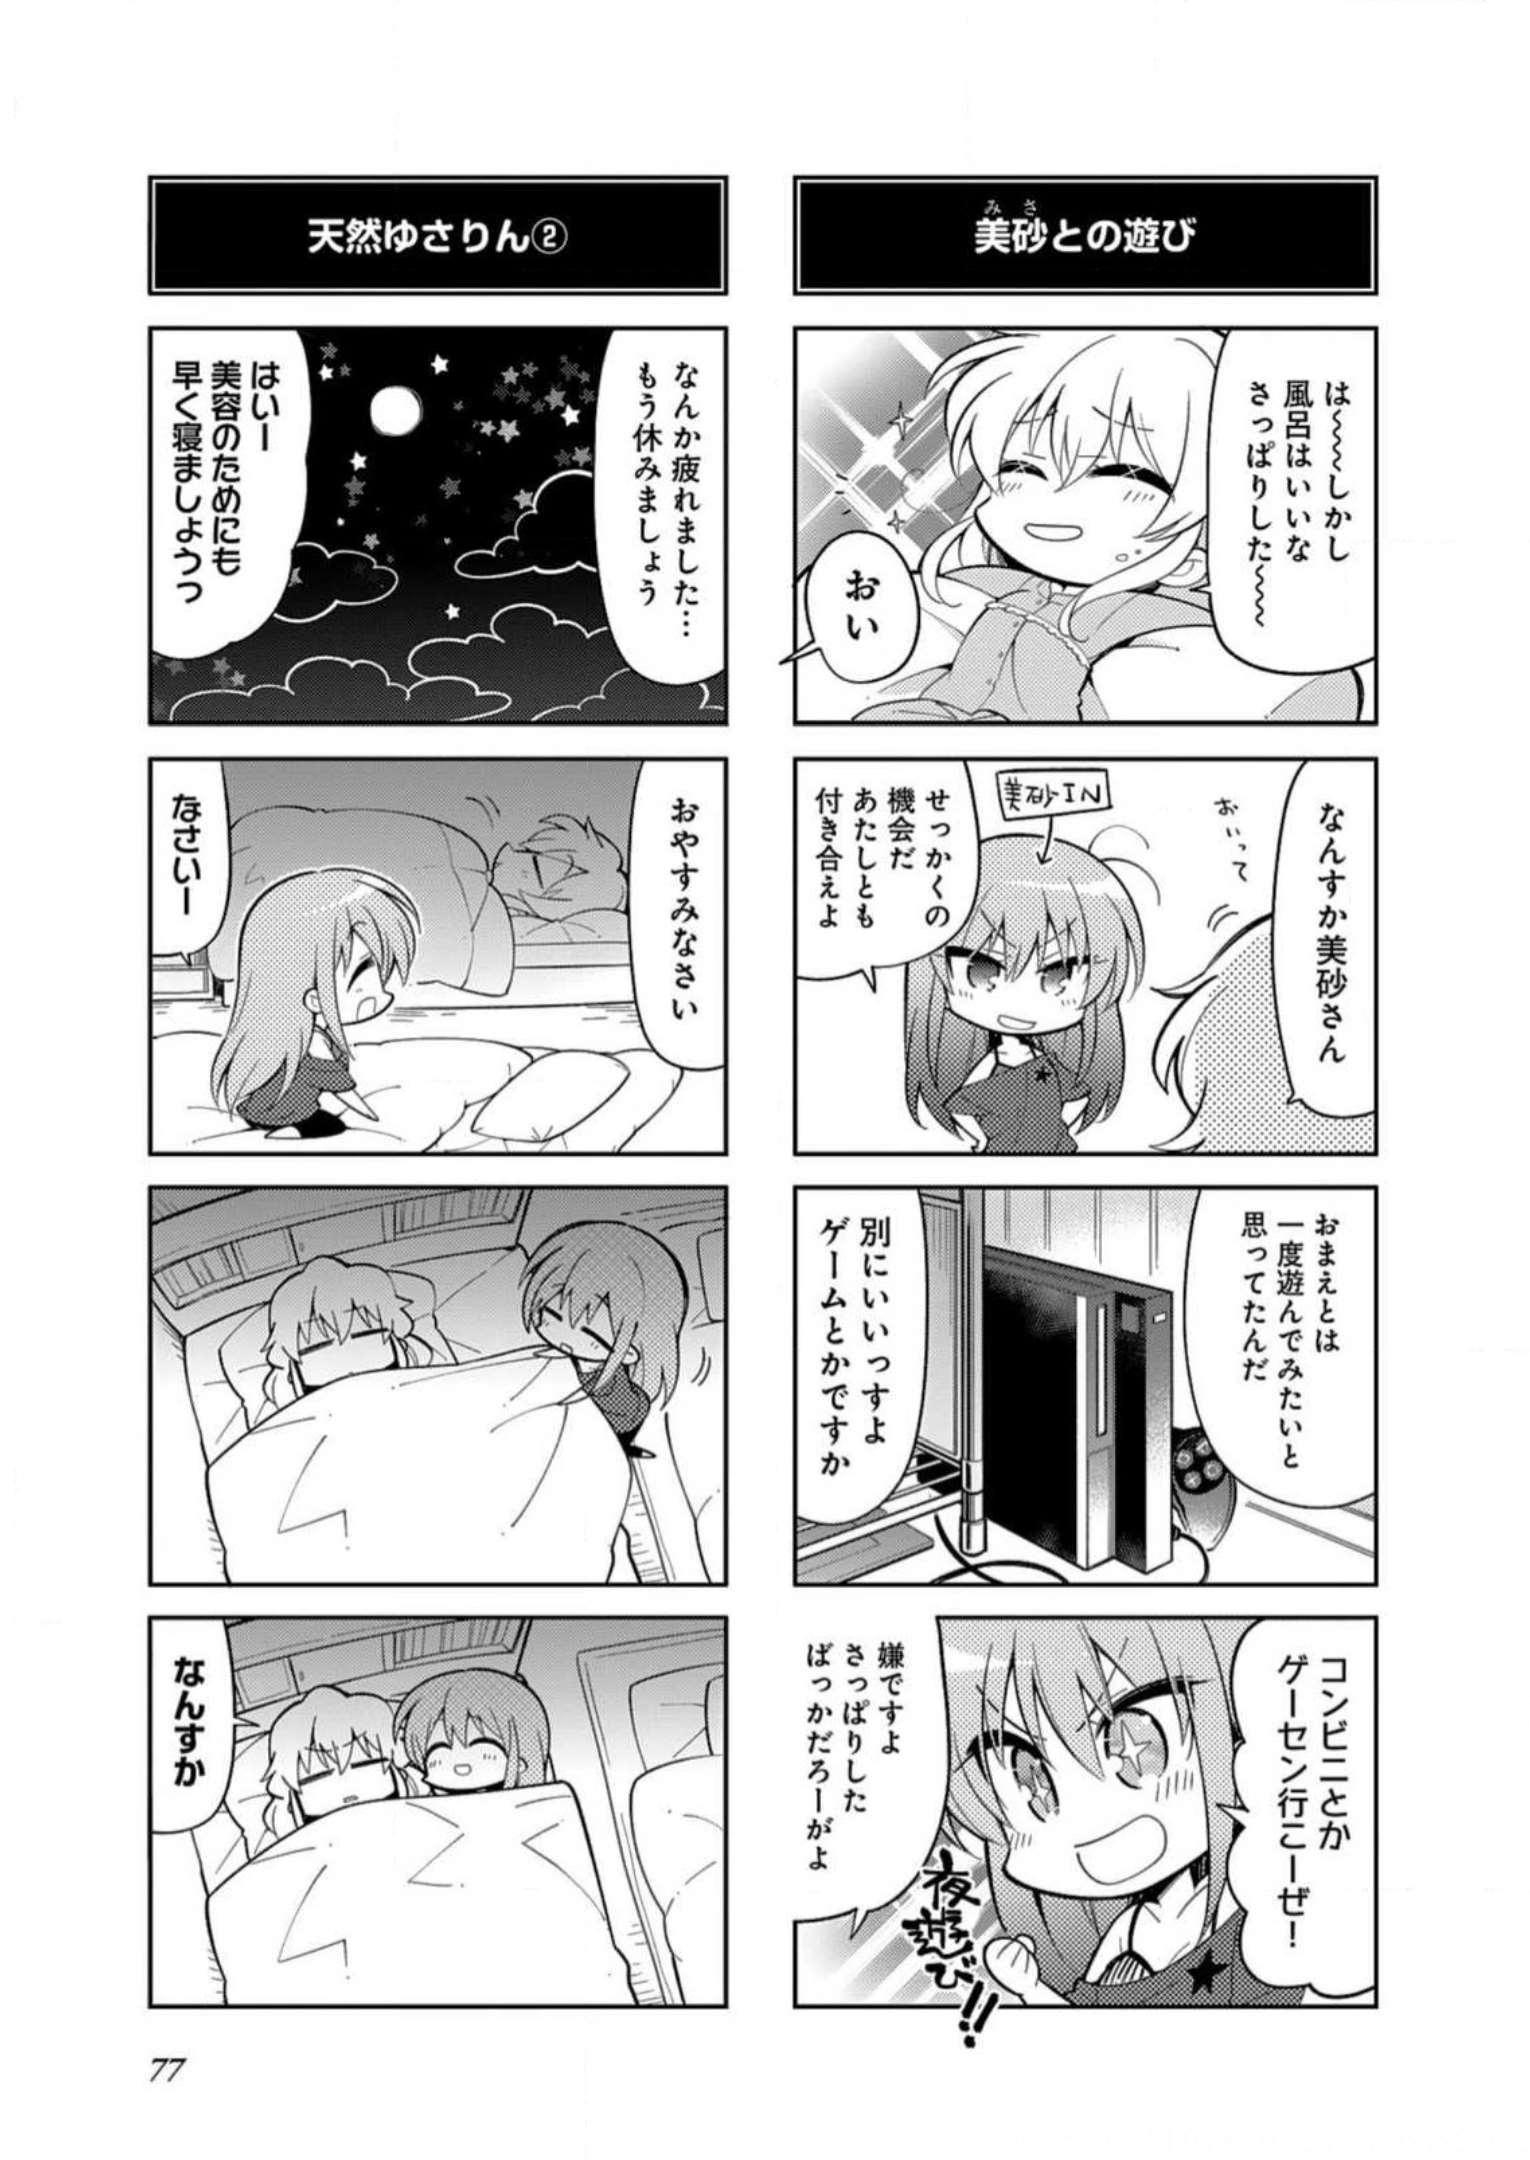 美砂との遊び
みさ
は～～～しかし
風呂はいいな
さっぱりした～～～
おい
なんすか美砂さん
おいって
美砂IN
せっかくの
機会だ
あたしとも
付き合えよ
おまえとは
一度遊んでみたいと
思ってたんだ
別にいいっすよ
ゲームとかですか
コンビニとか
ゲーセン行こーぜ！
夜遊び!!
嫌ですよ
さっぱりした
ばっかだろーがよ
天然ゆさりん②
なんか疲れました…
もう休みましょう
はいー
美容のためにも
早く寝ましょうっ
おやすみなさい
なさいー
なんすか
77